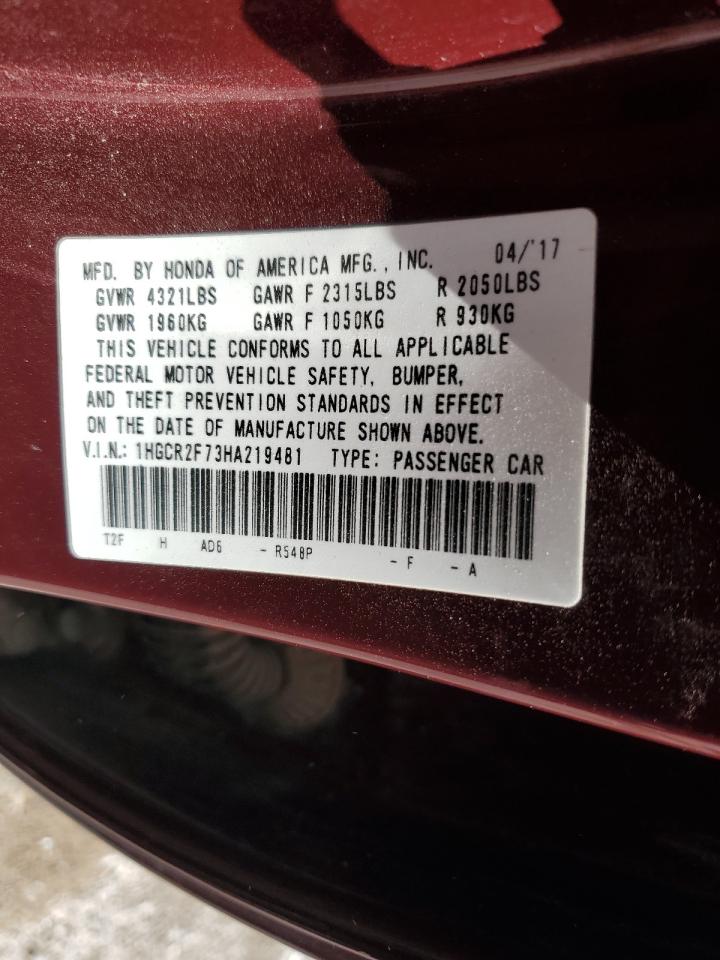 MFD. BY HONDA OF AMERICA MFG., INC. 04/'17
GVWR 4321LBS GAWR F 2315LBS R 2050LBS
GVWR 1960KG GAWR F 1050KG R 930KG
THIS VEHICLE CONFORMS TO ALL APPLICABLE
FEDERAL MOTOR VEHICLE SAFETY, BUMPER,
AND THEFT PREVENTION STANDARDS IN EFFECT
ON THE DATE OF MANUFACTURE SHOWN ABOVE.
V.I.N.: 1HGCR2F73HA219481 TYPE: PASSENGER CAR
T2F H AD6 - R548P - F - A